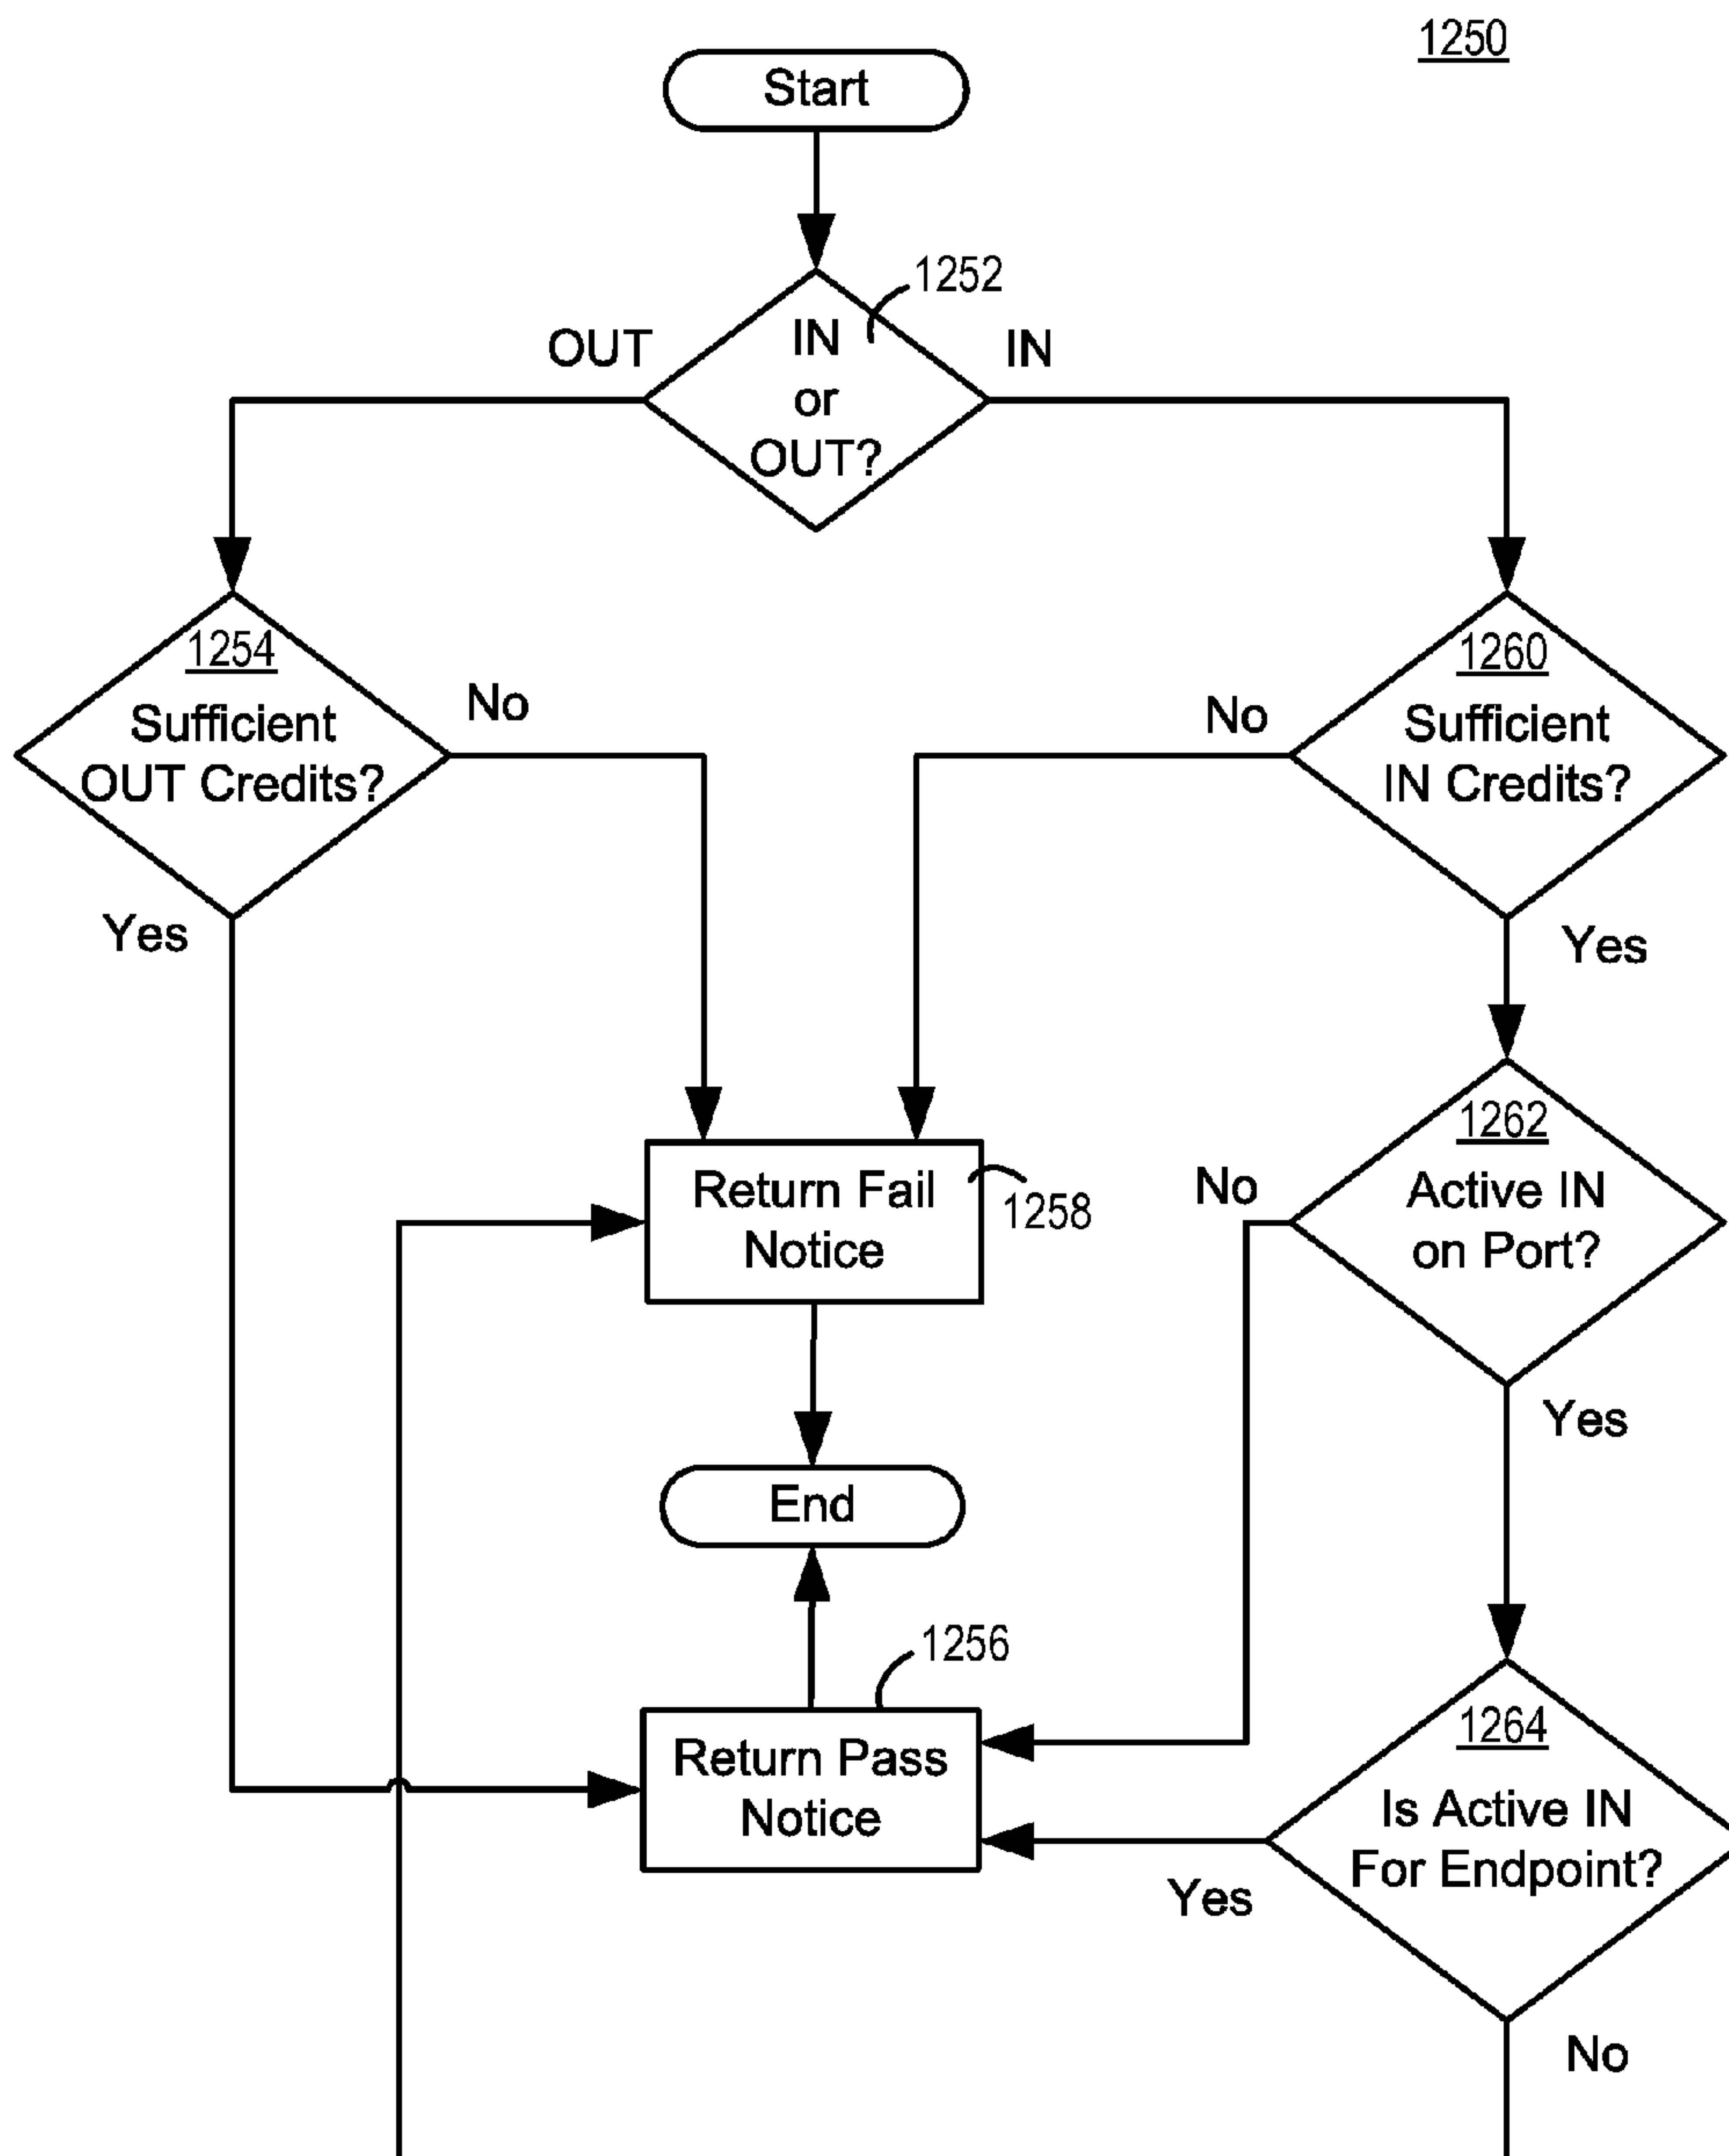 1250
Start
1252
OUT
IN
or
OUT?
IN
1254
Sufficient
OUT Credits?
No
Yes
1260
Sufficient
IN Credits?
No
Yes
1262
Active IN
on Port?
No
Yes
Return Fail
Notice
1258
End
1256
Return Pass
Notice
1264
Is Active IN
For Endpoint?
Yes
No